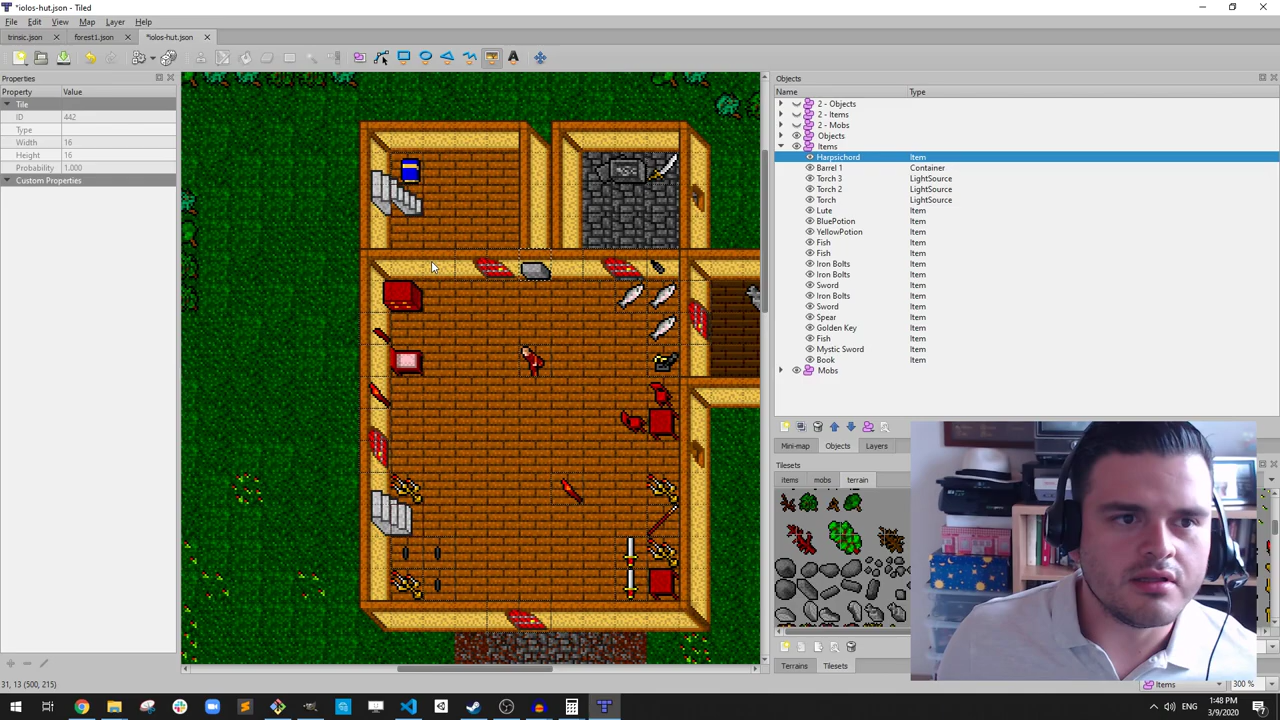 *iolos-hut.json - Tiled
File Edit View Map Layer Help
trinsic.json forest1.json *iolos-hut.json
Properties
Property Value
Tile
ID 442
Type
Width 16
Height 16
Probability 1.000
Custom Properties
Objects
Name Type
2 - Objects
2 - Items
2 - Mobs
Objects
Items
Harpsichord Item
Barrel 1 Container
Torch 3 LightSource
Torch 2 LightSource
Torch LightSource
Lute Item
BluePotion Item
YellowPotion Item
Fish Item
Fish Item
Iron Bolts Item
Iron Bolts Item
Sword Item
Iron Bolts Item
Sword Item
Spear Item
Golden Key Item
Fish Item
Mystic Sword Item
Book Item
Mobs
Mini-map Objects Layers
Tilesets
items mobs terrain
Terrains Tilesets
31, 13 (500, 215)
Items 300 %
ENG
1:48 PM
3/9/2020